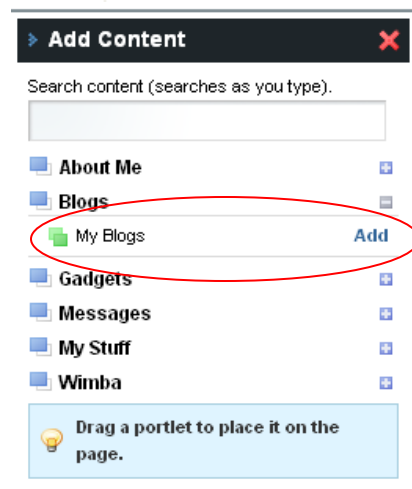 Add Content
Search content (searches as you type).
About Me
Blogs
My Blogs Add
Gadgets
Messages
My Stuff
Wimba
Drag a portlet to place it on the
page.